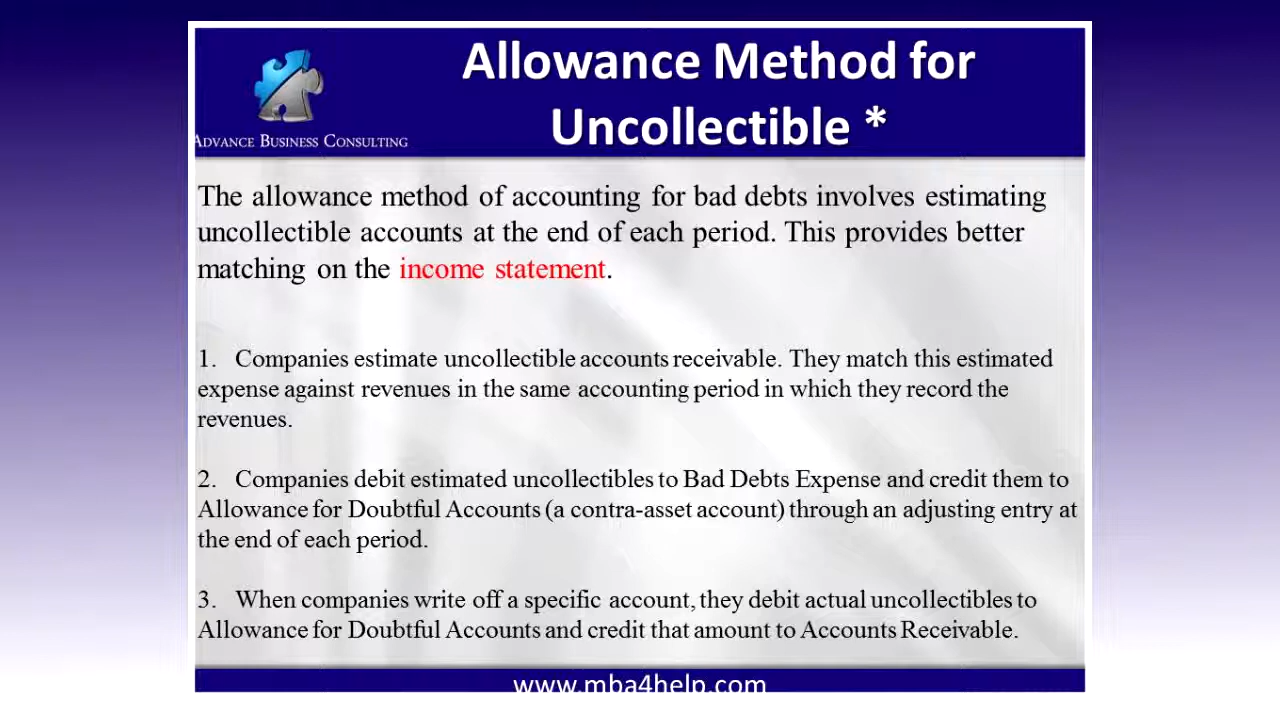 Allowance Method for
Uncollectible *
ADVANCE BUSINESS CONSULTING
The allowance method of accounting for bad debts involves estimating
uncollectible accounts at the end of each period. This provides better
matching on the income statement.
1. Companies estimate uncollectible accounts receivable. They match this estimated
expense against revenues in the same accounting period in which they record the
revenues.
2. Companies debit estimated uncollectibles to Bad Debts Expense and credit them to
Allowance for Doubtful Accounts (a contra-asset account) through an adjusting entry at
the end of each period.
3. When companies write off a specific account, they debit actual uncollectibles to
Allowance for Doubtful Accounts and credit that amount to Accounts Receivable.
www.mba4help.com